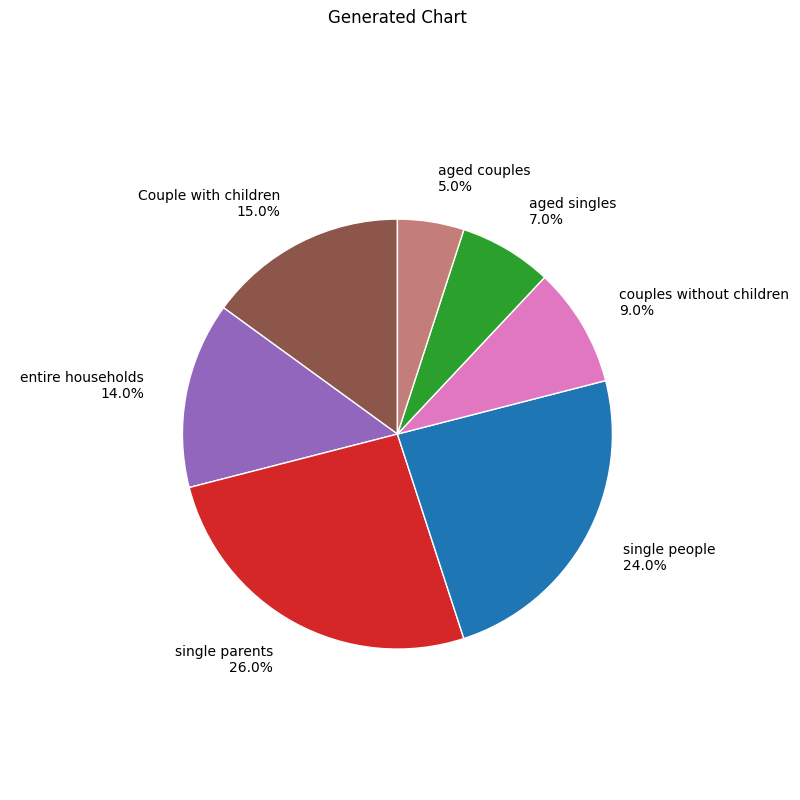 Generated Chart
aged couples
5.0%
aged singles
7.0%
couples without children
9.0%
single people
24.0%
single parents
26.0%
entire households
14.0%
Couple with children
15.0%